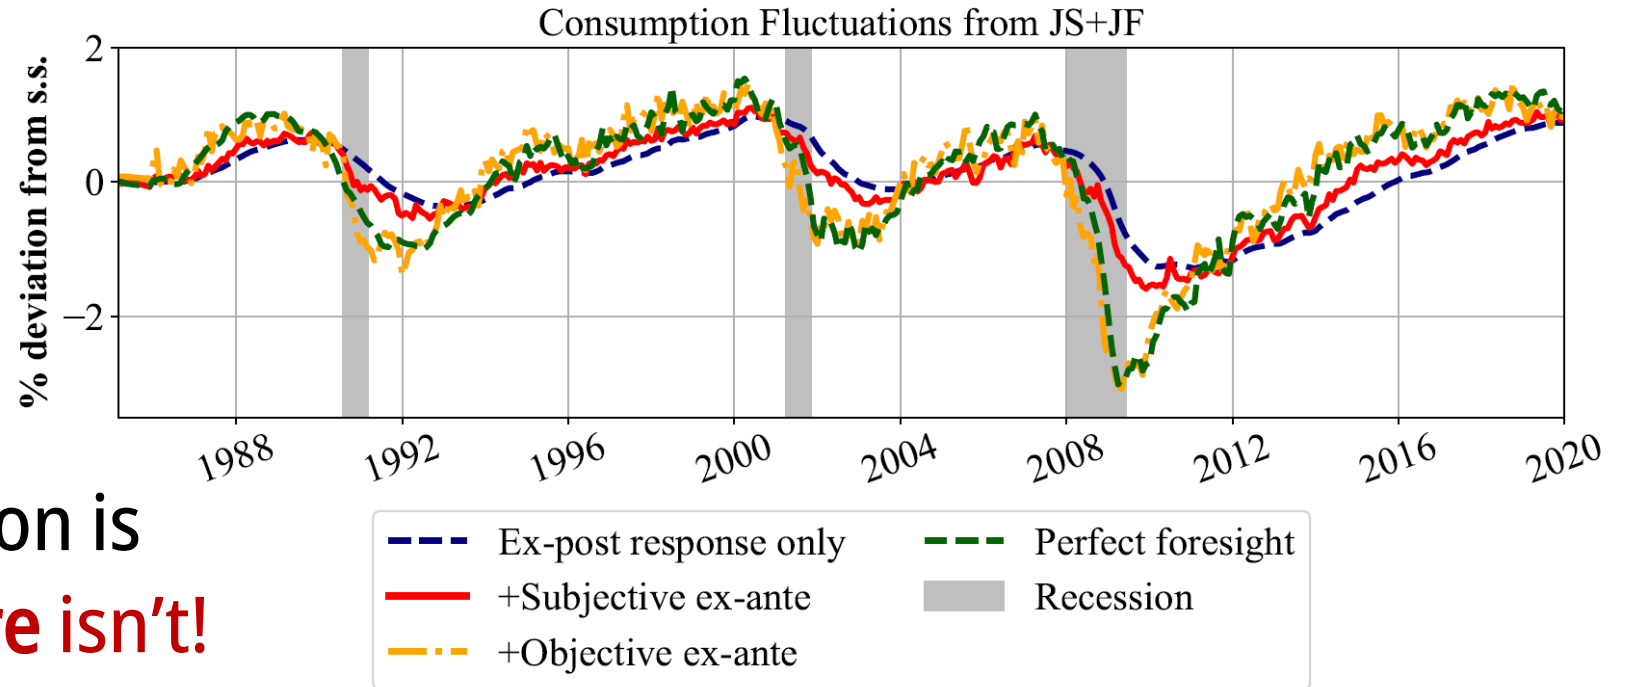 Consumption Fluctuations from JS+JF
% deviation from s.s.
2
0
−2
1988 1992 1996 2000 2004 2008 2012 2016 2020
on is
re isn’t!
Ex-post response only
+Subjective ex-ante
+Objective ex-ante
Perfect foresight
Recession